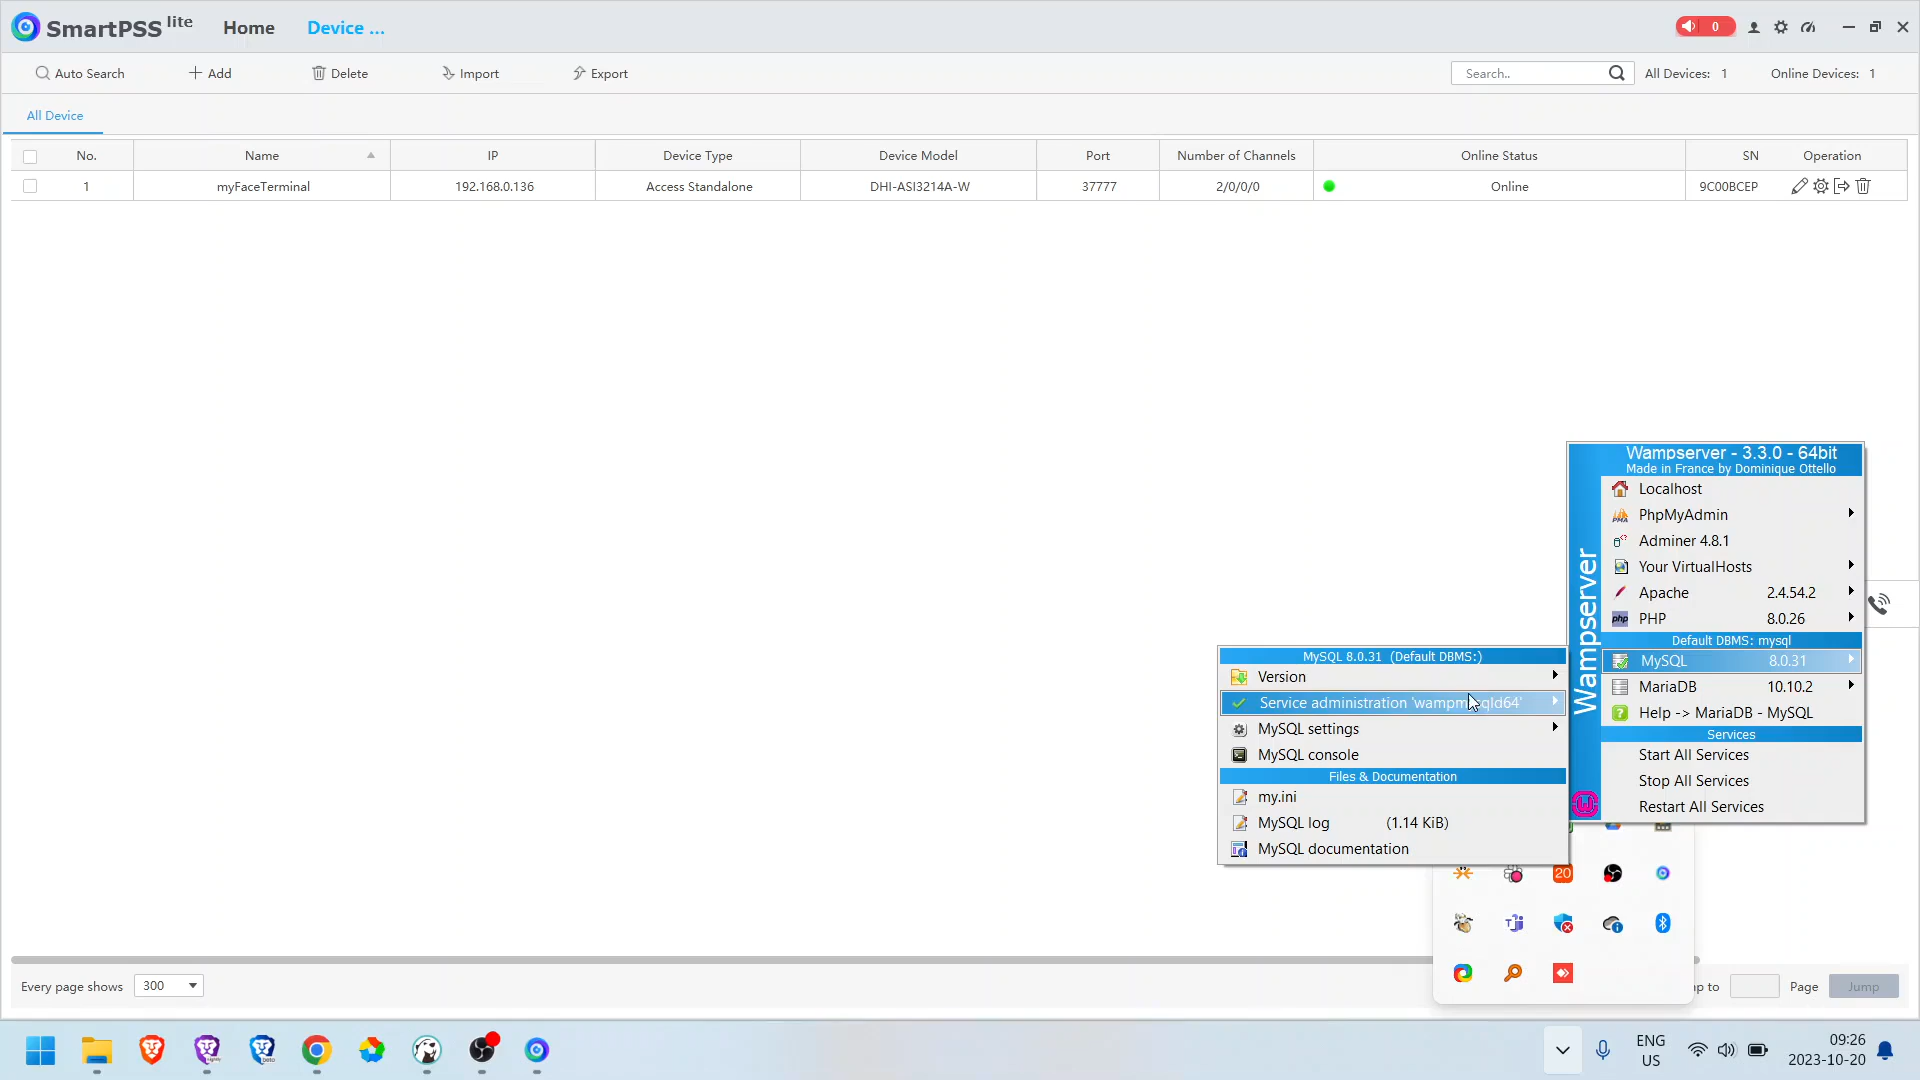 SmartPSS lite Home Device ... 0
Auto Search Add Delete Import Export Search.. All Devices: 1 Online Devices: 1
All Device
No. Name IP Device Type Device Model Port Number of Channels Online Status SN Operation
1 myFaceTerminal 192.168.0.136 Access Standalone DHI-ASI3214A-W 37777 2/0/0/0 Online 9C00BCEP
Wampserver - 3.3.0 - 64bit
Made in France by Dominique Ottello
Wampserver
Localhost
PhpMyAdmin
Adminer 4.8.1
Your VirtualHosts
Apache 2.4.54.2
php PHP 8.0.26
Default DBMS: mysql
MySQL 8.0.31
MariaDB 10.10.2
Help -> MariaDB - MySQL
Services
Start All Services
Stop All Services
Restart All Services
MySQL 8.0.31 (Default DBMS:)
Version
Service administration 'wampmysqld64'
MySQL settings
MySQL console
Files & Documentation
my.ini
MySQL log (1.14 KiB)
MySQL documentation
20
Every page shows 300
to Page Jump
ENG
US
09:26
2023-10-20